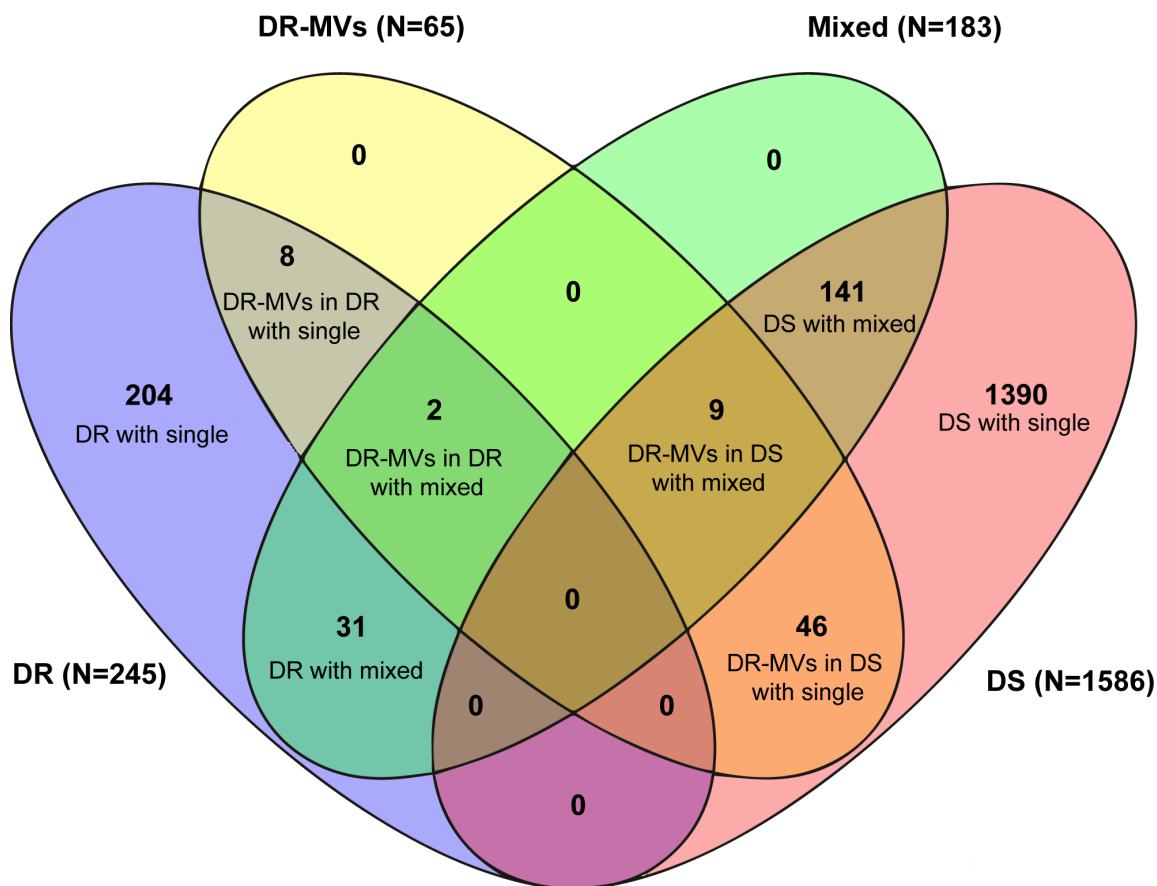 DR-MVs (N=65)
Mixed (N=183)
0
0
8
DR-MVs in DR
with single
0
141
DS with mixed
204
DR with single
2
DR-MVs in DR
with mixed
9
DR-MVs in DS
with mixed
1390
DS with single
0
31
DR with mixed
46
DR-MVs in DS
with single
DR (N=245)
DS (N=1586)
0
0
0